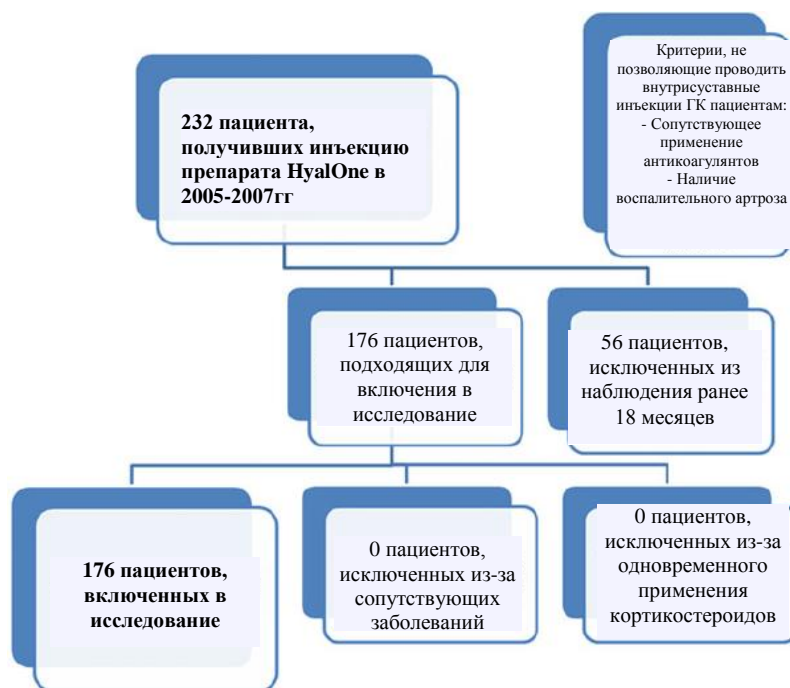 232 пациента,
получивших инъекцию
препарата HyalOne в
2005-2007гг
Критерии, не
позволяющие проводить
внутрисуставные
инъекции ГК пациентам:
- Сопутствующее
применение
антикоагулянтов
- Наличие
воспалительного артроза
176 пациентов,
подходящих для
включения в
исследование
56 пациентов,
исключенных из
наблюдения ранее
18 месяцев
176 пациентов,
включенных в
исследование
0 пациентов,
исключенных из-за
сопутствующих
заболеваний
0 пациентов,
исключенных из-за
одновременного
применения
кортикостероидов